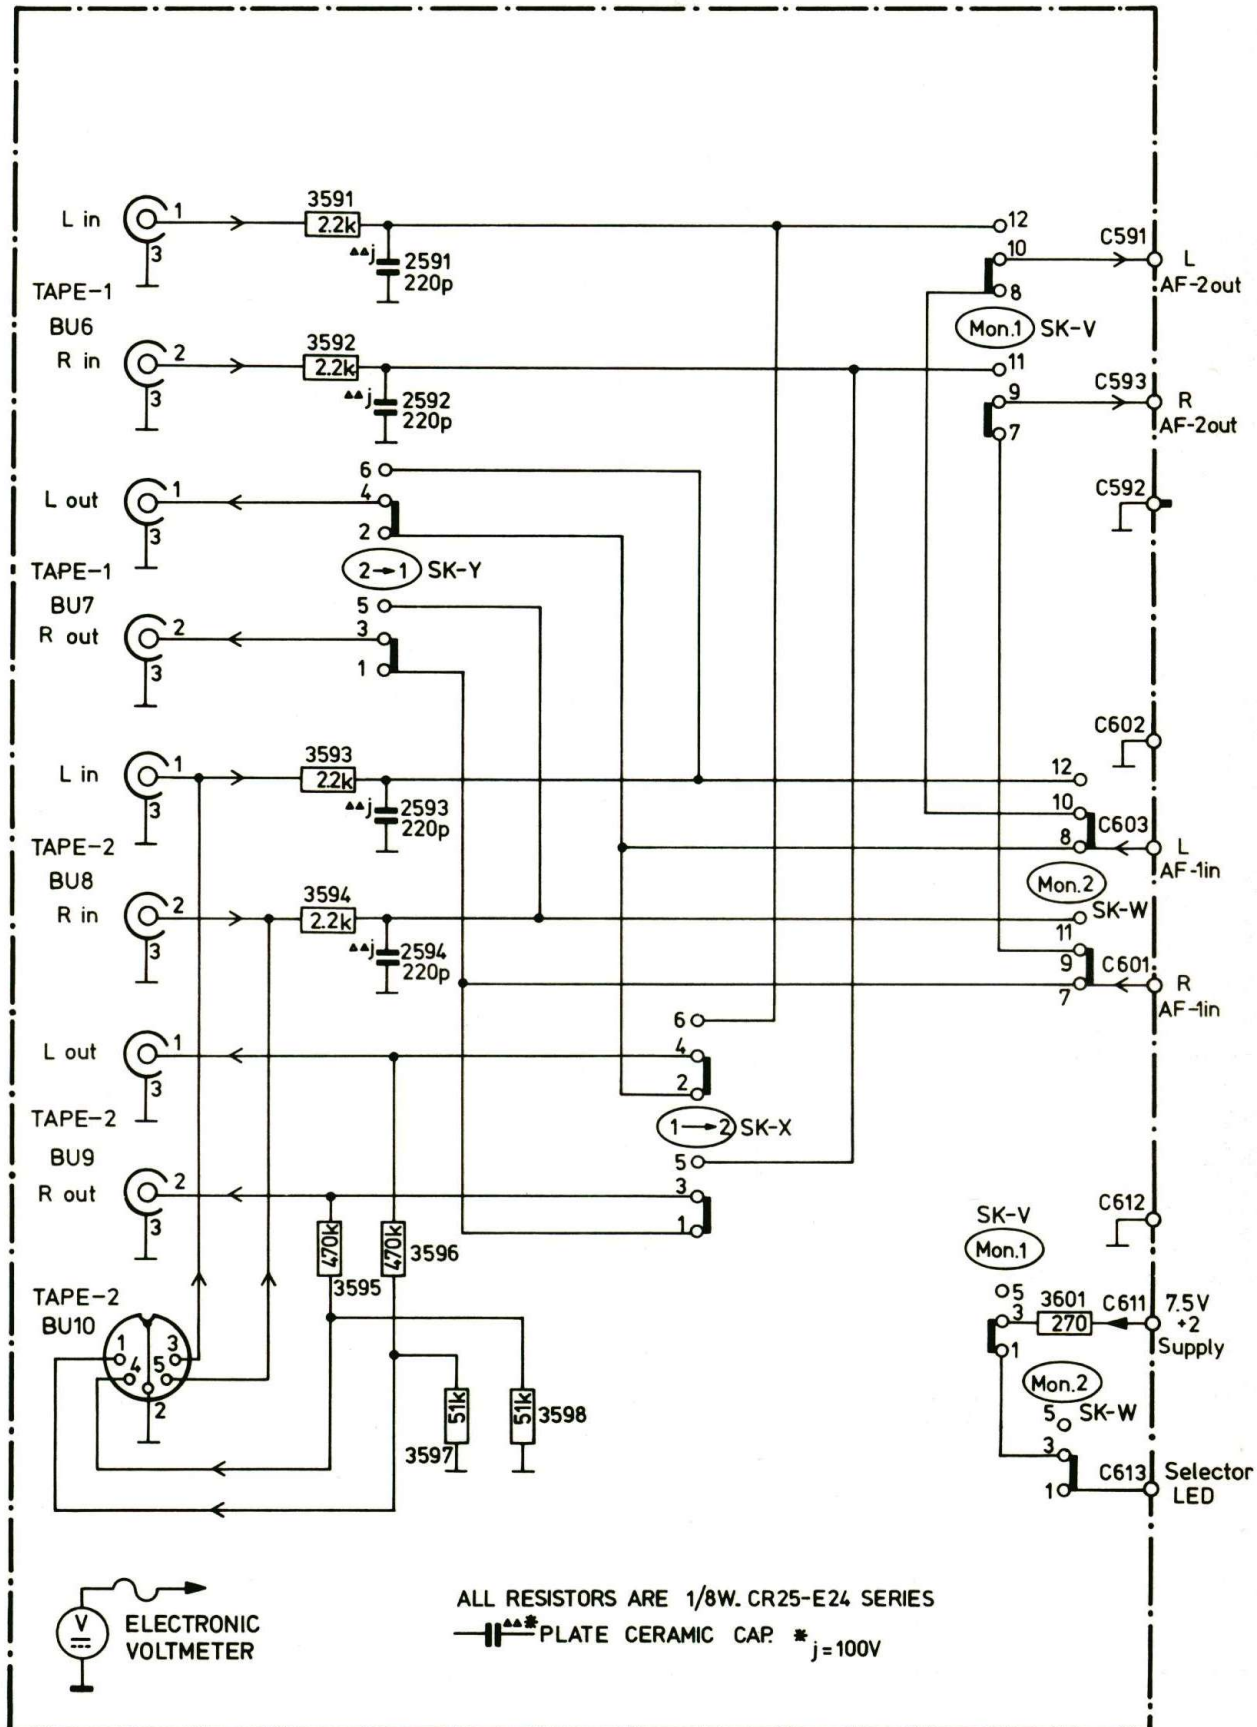 L in
1
3
3591
2.2k
▲▲j
2591
220p
12
10
8
C591
L
AF-2out
Mon.1
SK-V
TAPE-1
BU6
R in
2
3
3592
2.2k
▲▲j
2592
220p
11
9
7
C593
R
AF-2out
L out
1
3
6
4
2
C592
2→1
SK-Y
TAPE-1
BU7
R out
2
3
5
3
1
C602
L in
1
3
3593
2.2k
▲▲j
2593
220p
12
10
8
C603
L
AF-1in
TAPE-2
BU8
Mon.2
SK-W
R in
2
3
3594
2.2k
▲▲j
2594
220p
11
9
7
C601
R
AF-1in
L out
1
3
6
4
2
1→2
SK-X
TAPE-2
BU9
R out
2
3
5
3
1
C612
470k
3595
470k
3596
SK-V
Mon.1
5
3
1
3601
270
C611
7.5V
+2
Supply
TAPE-2
BU10
1
3
4
5
2
51k
3597
51k
3598
Mon.2
SK-W
5
3
1
C613
Selector
LED
V
ELECTRONIC
VOLTMETER
ALL RESISTORS ARE 1/8W. CR25-E24 SERIES
▲▲* PLATE CERAMIC CAP. * j=100V